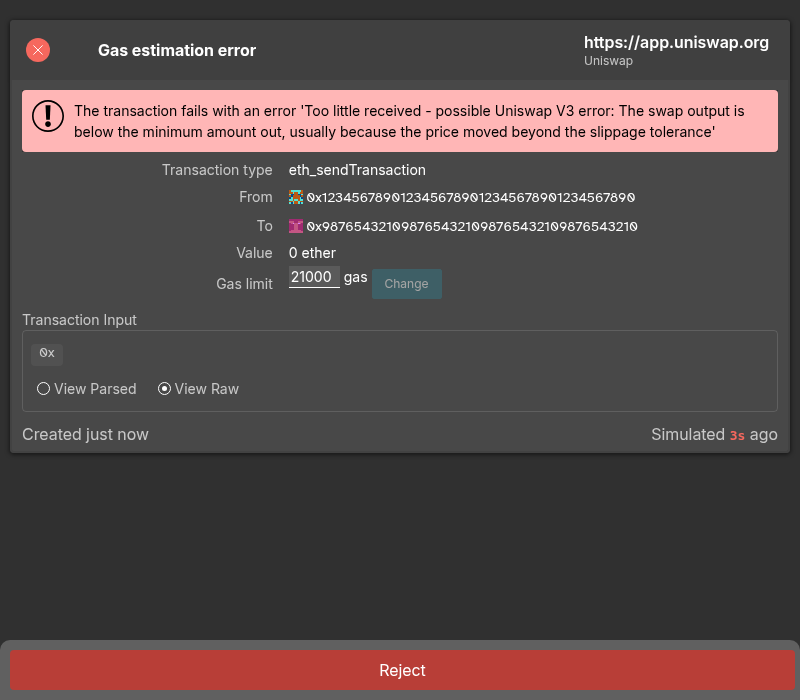 Gas estimation error
https://app.uniswap.org
Uniswap
The transaction fails with an error 'Too little received - possible Uniswap V3 error: The swap output is
below the minimum amount out, usually because the price moved beyond the slippage tolerance'
Transaction type eth_sendTransaction
From 0x1234567890123456789012345678901234567890
To 0x9876543210987654321098765432109876543210
Value 0 ether
Gas limit 21000 gas Change
Transaction Input
0x
View Parsed View Raw
Created just now Simulated 3s ago
Reject